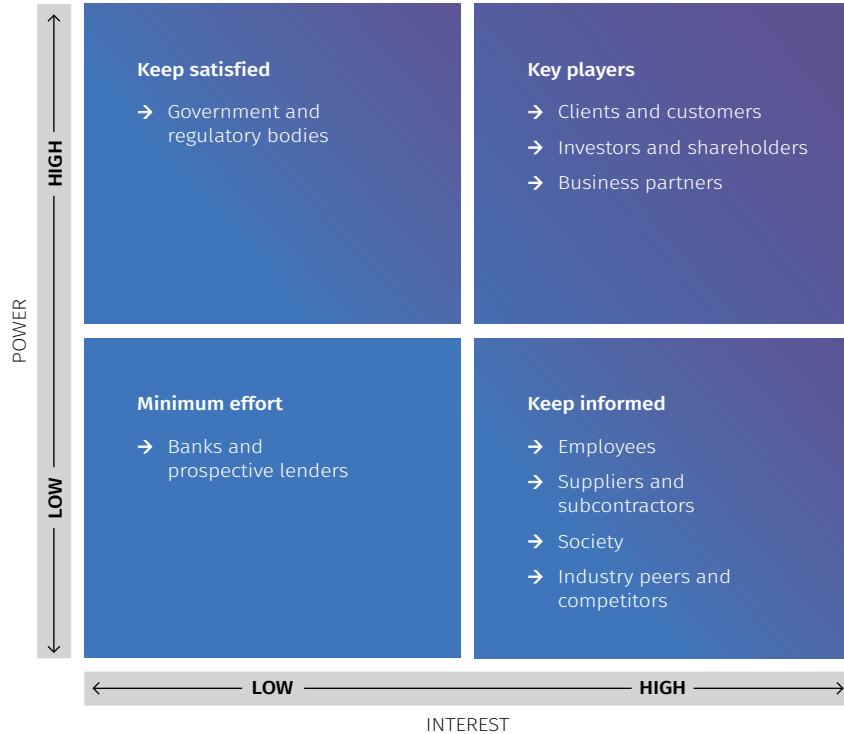 Keep satisfied
→ Government and
regulatory bodies
Key players
→ Clients and customers
→ Investors and shareholders
→ Business partners
HIGH
POWER
LOW
Minimum effort
→ Banks and
prospective lenders
Keep informed
→ Employees
→ Suppliers and
subcontractors
→ Society
→ Industry peers and
competitors
LOW
HIGH
INTEREST